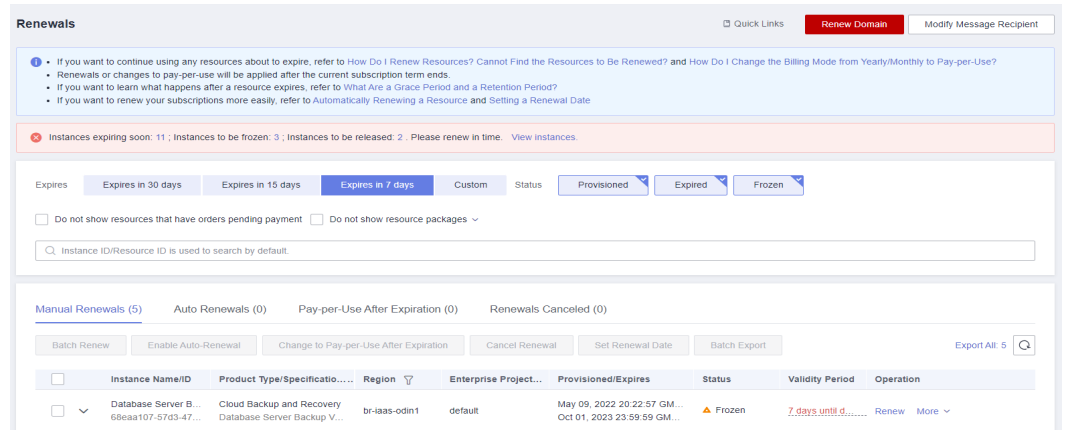 Renewals
Quick Links
Renew Domain
Modify Message Recipient
If you want to continue using any resources about to expire, refer to How Do I Renew Resources? Cannot Find the Resources to Be Renewed? and How Do I Change the Billing Mode from Yearly/Monthly to Pay-per-Use?
Renewals or changes to pay-per-use will be applied after the current subscription term ends.
If you want to learn what happens after a resource expires, refer to What Are a Grace Period and a Retention Period?
If you want to renew your subscriptions more easily, refer to Automatically Renewing a Resource and Setting a Renewal Date
Instances expiring soon: 11 ; Instances to be frozen: 3 ; Instances to be released: 2 . Please renew in time. View instances.
Expires Expires in 30 days Expires in 15 days Expires in 7 days Custom Status Provisioned Expired Frozen
Do not show resources that have orders pending payment Do not show resource packages
Instance ID/Resource ID is used to search by default.
Manual Renewals (5) Auto Renewals (0) Pay-per-Use After Expiration (0) Renewals Canceled (0)
Batch Renew Enable Auto-Renewal Change to Pay-per-Use After Expiration Cancel Renewal Set Renewal Date Batch Export Export All: 5
Instance Name/ID Product Type/Specificatio... Region Enterprise Project... Provisioned/Expires Status Validity Period Operation
Database Server B... Cloud Backup and Recovery br-iaas-odin1 default May 09, 2022 20:22:57 GM... Frozen 7 days until d... Renew More
68eaa107-57d3-47... Database Server Backup V... Oct 01, 2023 23:59:59 GM...